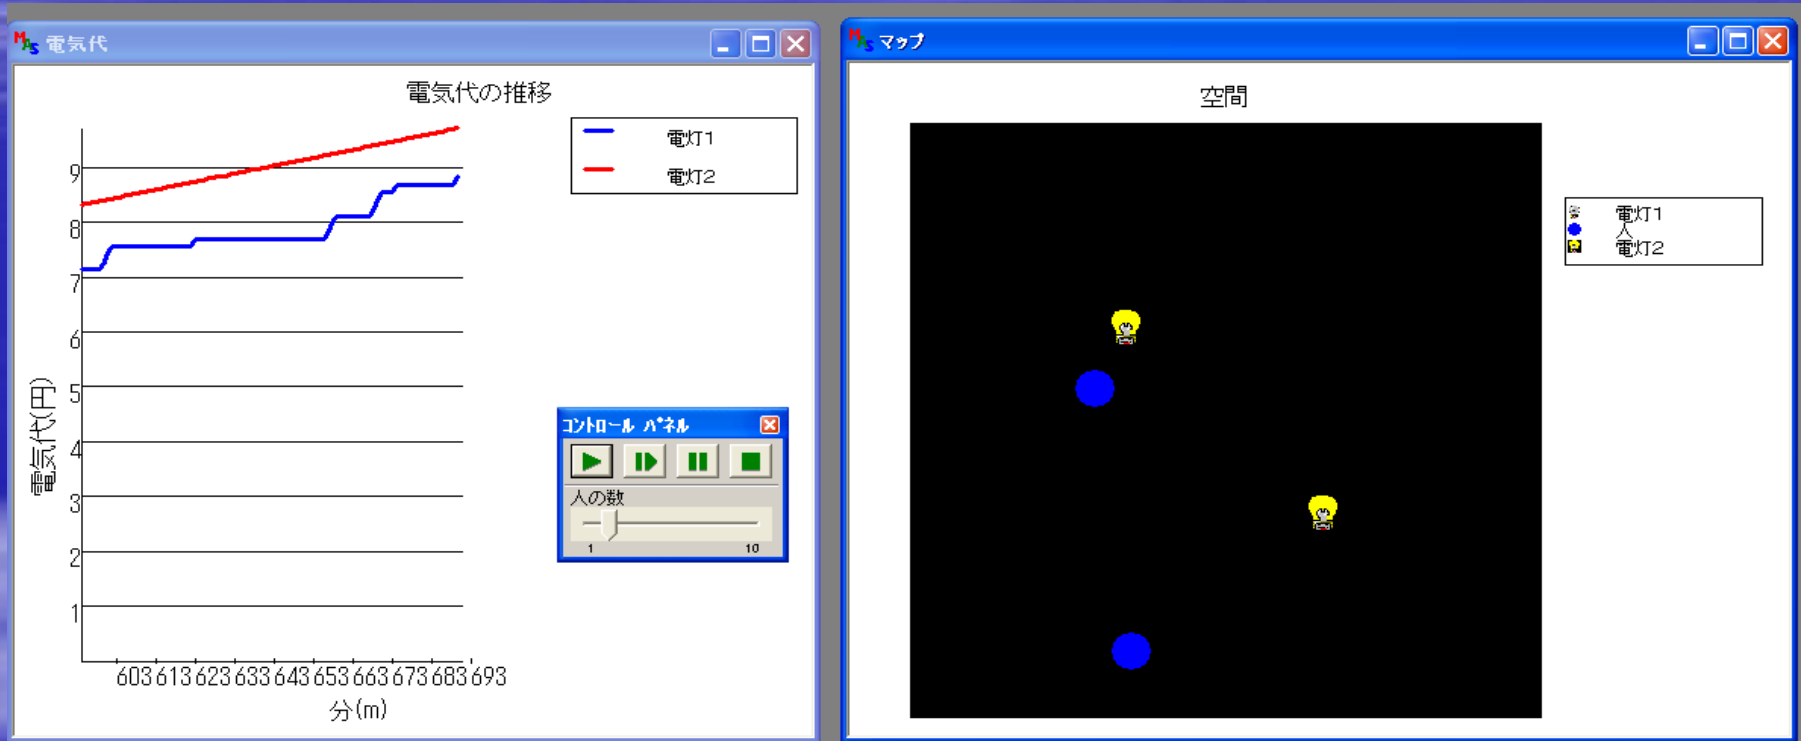 MAS 電気代
電気代の推移
電灯1
電灯2
9
8
7
6
5
4
3
2
1
電気代(円)
603 613 623 633 643 653 663 673 683 693
分(m)
コントロール パネル
人の数
1 10
MAS マップ
空間
電灯1
人
電灯2